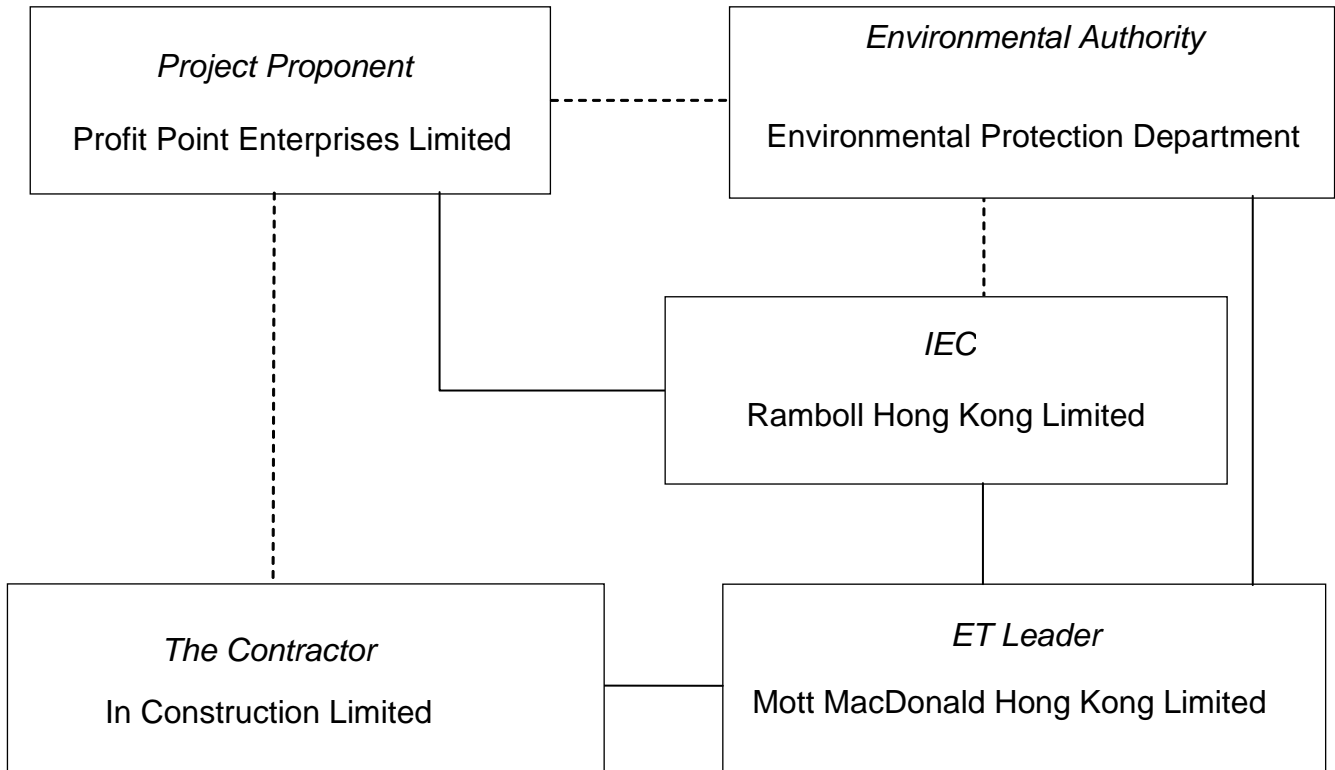 Project Proponent
Profit Point Enterprises Limited
Environmental Authority
Environmental Protection Department
IEC
Ramboll Hong Kong Limited
The Contractor
In Construction Limited
ET Leader
Mott MacDonald Hong Kong Limited